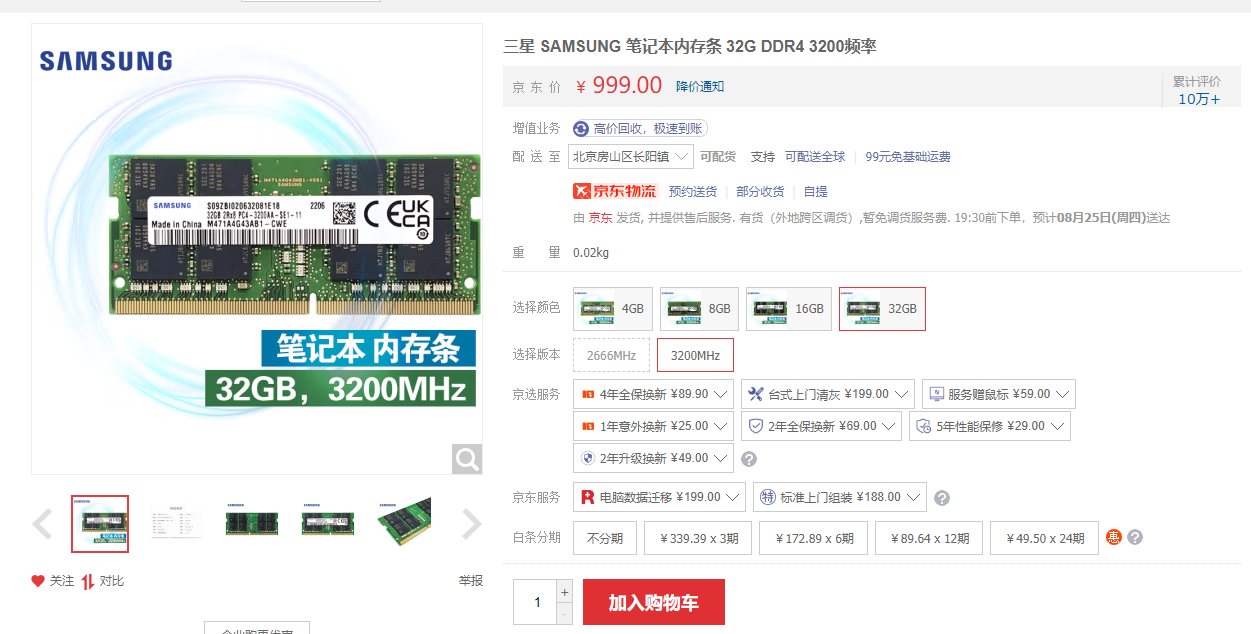 SAMSUNG
SAMSUNG
S09ZBI020632081E18
2206
32GB 2Rx8 PC4 - 3200AA - SE1 - 11
Made in China
M471A4G43AB1 - CWE
笔记本 内存条
32GB，3200MHz
关注
对比
举报
三星 SAMSUNG 笔记本内存条 32G DDR4 3200频率
京 东 价
￥ 999.00
降价通知
累计评价
10万+
增值业务
高价回收，极速到账
配 送 至
北京房山区长阳镇
可配货
支持
可配送全球
99元免基础运费
京东物流
预约送货
部分收货
自提
由 京东 发货, 并提供售后服务. 有货（外地跨区调货）,暂免调货服务费. 19:30前下单，预计08月25日(周四)送达
重 量
0.02kg
选择颜色
4GB
8GB
16GB
32GB
选择版本
2666MHz
3200MHz
京选服务
4年全保换新 ¥89.90
台式上门清灰 ¥199.00
服务赠鼠标 ¥59.00
1年意外换新 ¥25.00
2年全保换新 ¥69.00
5年性能保修 ¥29.00
2年升级换新 ¥49.00
京东服务
电脑数据迁移 ¥199.00
特 标准上门组装 ¥188.00
白条分期
不分期
￥339.39 x 3期
￥172.89 x 6期
￥89.64 x 12期
￥49.50 x 24期
惠
1
加入购物车